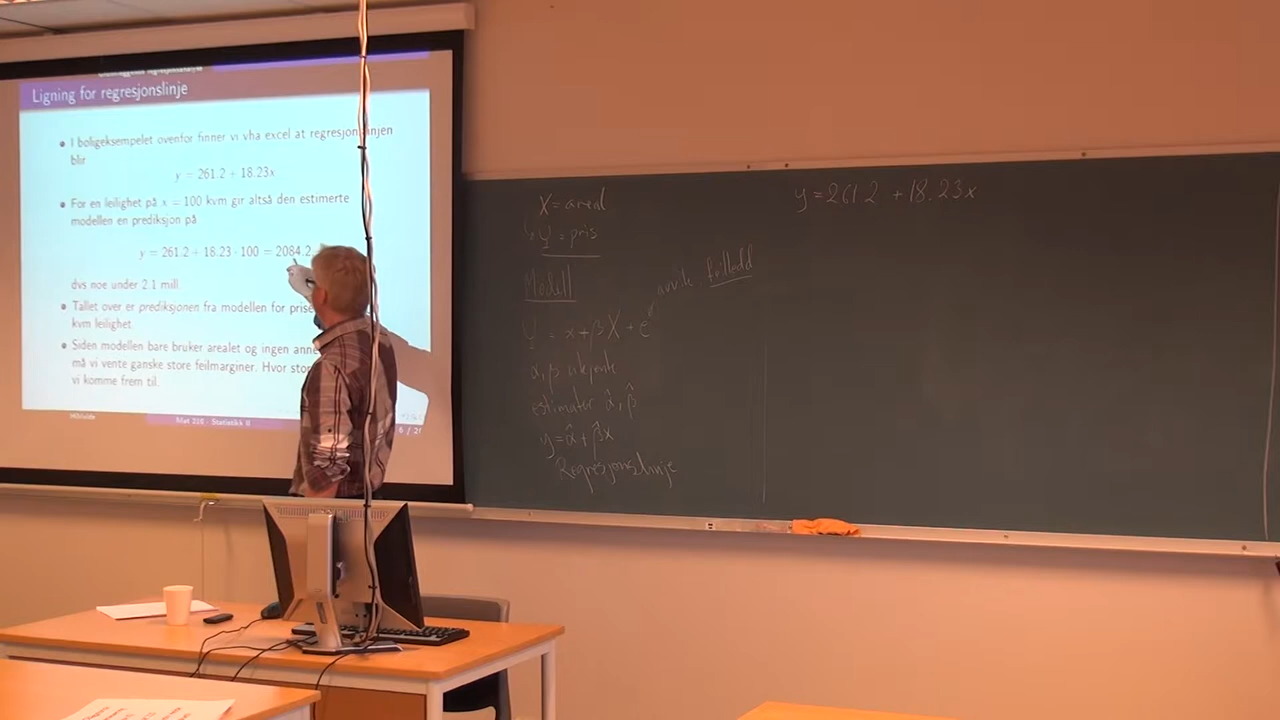 Ligning for regresjonslinje
I boligeksempelet ovenfor finner vi vha excel at regresjonslinjen
blir
y = 261.2 + 18.23x
For en leilighet på x = 100 kvm gir altså den estimerte
modellen en prediksjon på
y = 261.2 + 18.23 · 100 = 2084.2
dvs noe under 2.1 mill.
Tallet over er prediksjonen fra modellen for
kvm leilighet
Siden modellen bare bruker arealet og ingen
må vi vente ganske store feilmarginer. Hvor
vi komme frem til.
Mat 215 - Statistikk II
X = areal
Y = pris
Modell
Y = α + βX + e
feilledd
α, β ukjente
estimater α̂, β̂
y = α̂ + β̂x
Regresjonslinje
y = 261.2 + 18.23x